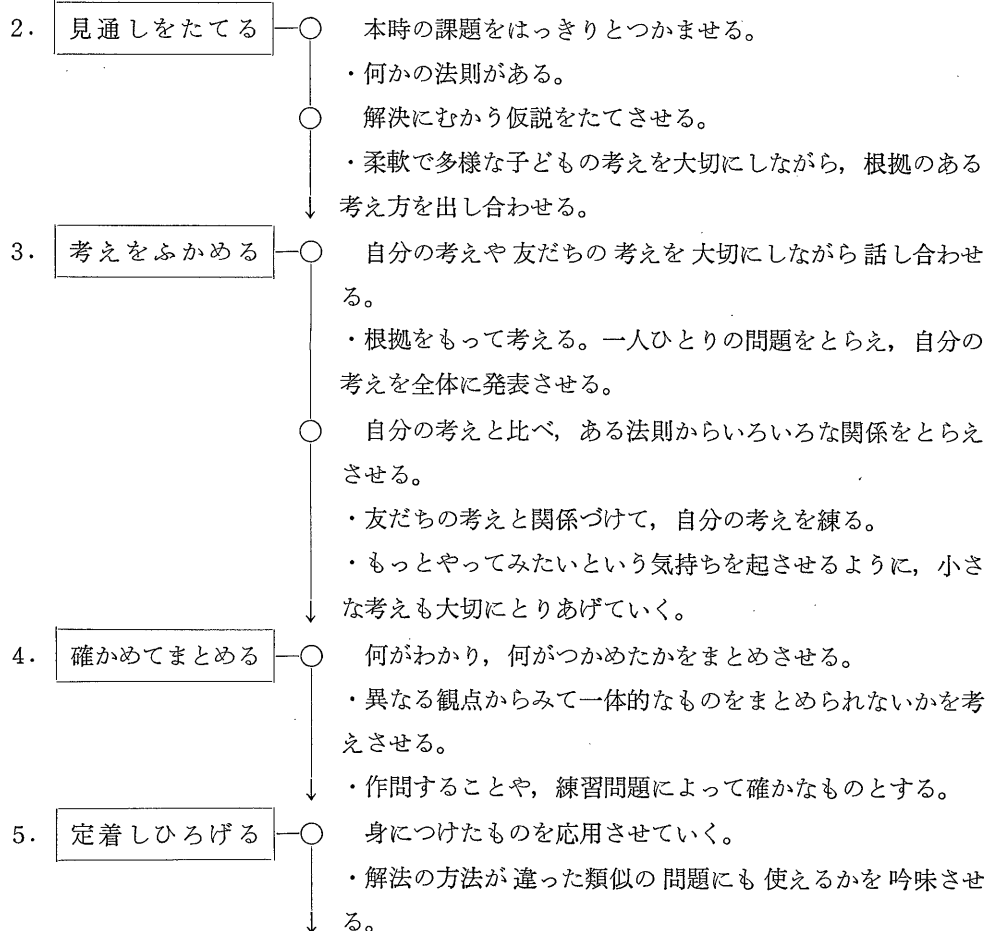 2. 見通しをたてる 本時の課題をはっきりとつかませる。
・何かの法則がある。
解決にむかう仮説をたてさせる。
・柔軟で多様な子どもの考えを大切にしながら，根拠のある
考え方を出し合わせる。
3. 考えをふかめる 自分の考えや友だちの考えを大切にしながら話し合わせ
る。
・根拠をもって考える。一人ひとりの問題をとらえ，自分の
考えを全体に発表させる。
自分の考えと比べ，ある法則からいろいろな関係をとらえ
させる。
・友だちの考えと関係づけて，自分の考えを練る。
・もっとやってみたいという気持ちを起させるように，小さ
な考えも大切にとりあげていく。
4. 確かめてまとめる 何がわかり，何がつかめたかをまとめさせる。
・異なる観点からみて一体的なものをまとめられないかを考
えさせる。
・作問することや，練習問題によって確かなものとする。
5. 定着しひろげる 身につけたものを応用させていく。
・解法の方法が違った類似の問題にも使えるかを吟味させ
る。